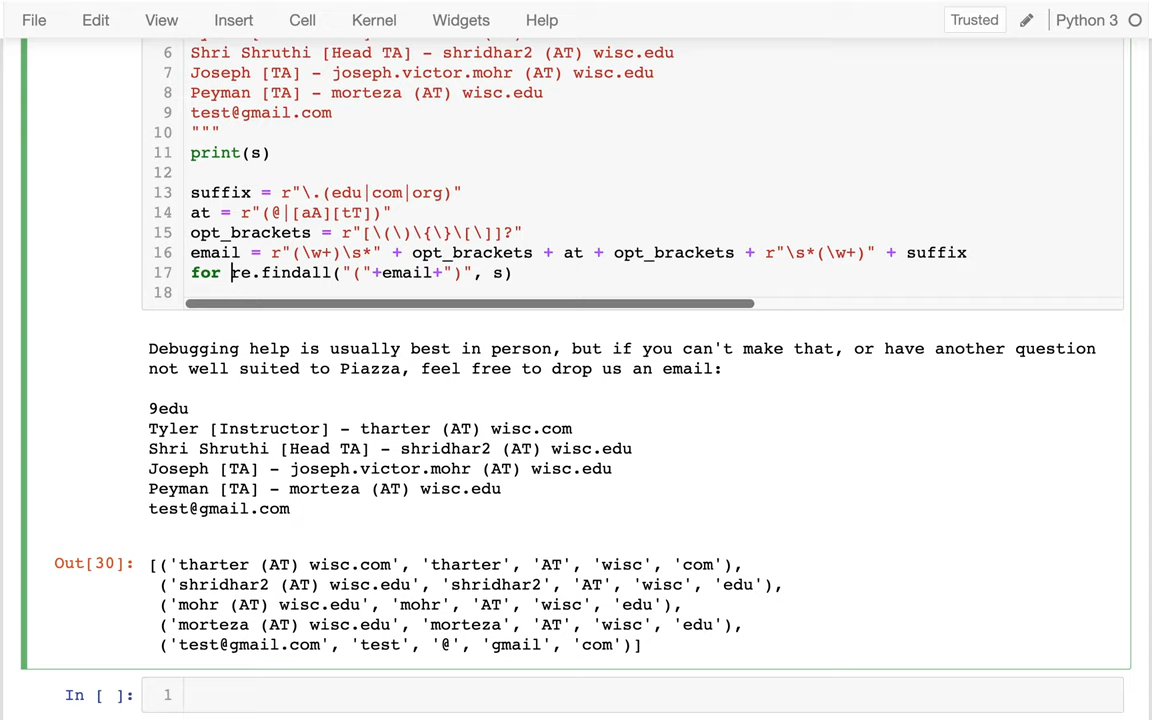 File Edit View Insert Cell Kernel Widgets Help Trusted Python 3
6 Shri Shruthi [Head TA] - shridhar2 (AT) wisc.edu
7 Joseph [TA] - joseph.victor.mohr (AT) wisc.edu
8 Peyman [TA] - morteza (AT) wisc.edu
9 test@gmail.com
10 """
11 print(s)
12
13 suffix = r"\.(edu|com|org)"
14 at = r"(@|[aA][tT])"
15 opt_brackets = r"[\(\)\{\}\[\]]?"
16 email = r"(\w+)\s*" + opt_brackets + at + opt_brackets + r"\s*(\w+)" + suffix
17 for re.findall("("+email+")", s)
18
Debugging help is usually best in person, but if you can't make that, or have another question
not well suited to Piazza, feel free to drop us an email:
9edu
Tyler [Instructor] - tharter (AT) wisc.com
Shri Shruthi [Head TA] - shridhar2 (AT) wisc.edu
Joseph [TA] - joseph.victor.mohr (AT) wisc.edu
Peyman [TA] - morteza (AT) wisc.edu
test@gmail.com
Out[30]: [('tharter (AT) wisc.com', 'tharter', 'AT', 'wisc', 'com'),
('shridhar2 (AT) wisc.edu', 'shridhar2', 'AT', 'wisc', 'edu'),
('mohr (AT) wisc.edu', 'mohr', 'AT', 'wisc', 'edu'),
('morteza (AT) wisc.edu', 'morteza', 'AT', 'wisc', 'edu'),
('test@gmail.com', 'test', '@', 'gmail', 'com')]
In [ ]: 1